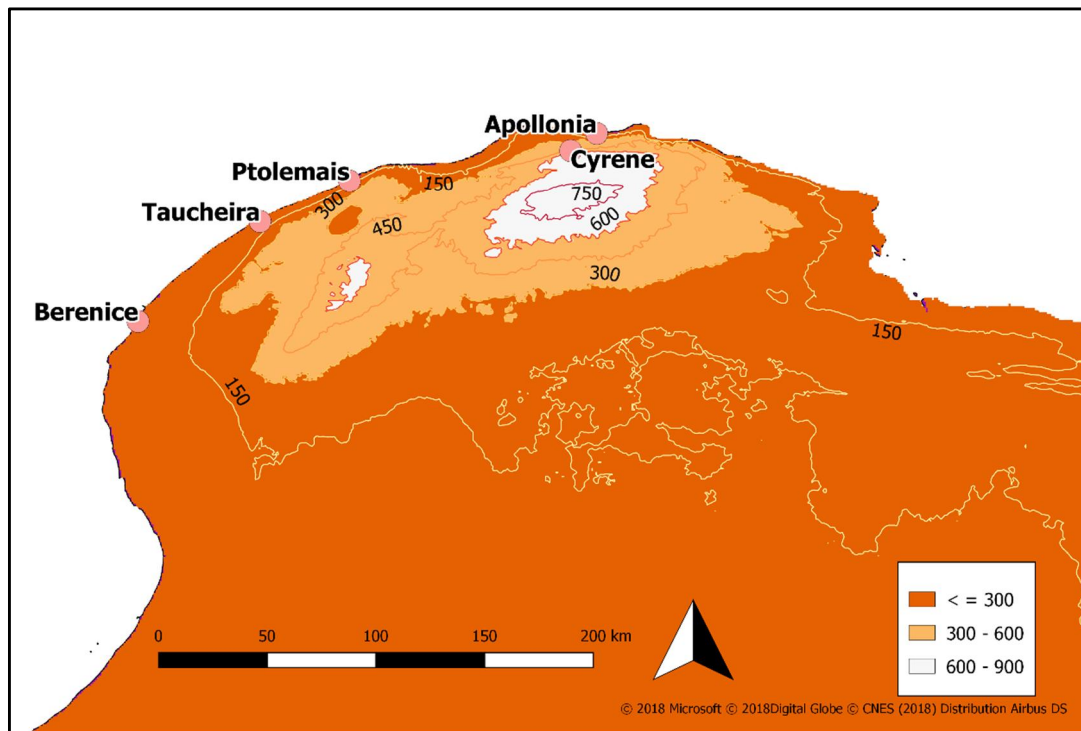 Apollonia
Cyrene
Ptolemais
150
750
Taucheira
300
450
600
300
Berenice
150
150
0 50 100 150 200 km
< = 300
300 - 600
600 - 900
© 2018 Microsoft © 2018Digital Globe © CNES (2018) Distribution Airbus DS